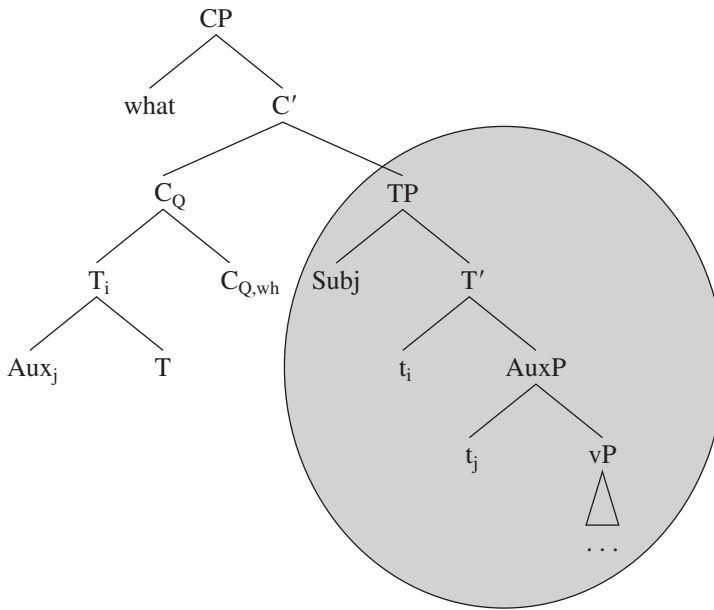 CP
what C′
C_Q TP
T_i C_Q,wh Subj T′
Aux_j T t_i AuxP
t_j vP
...